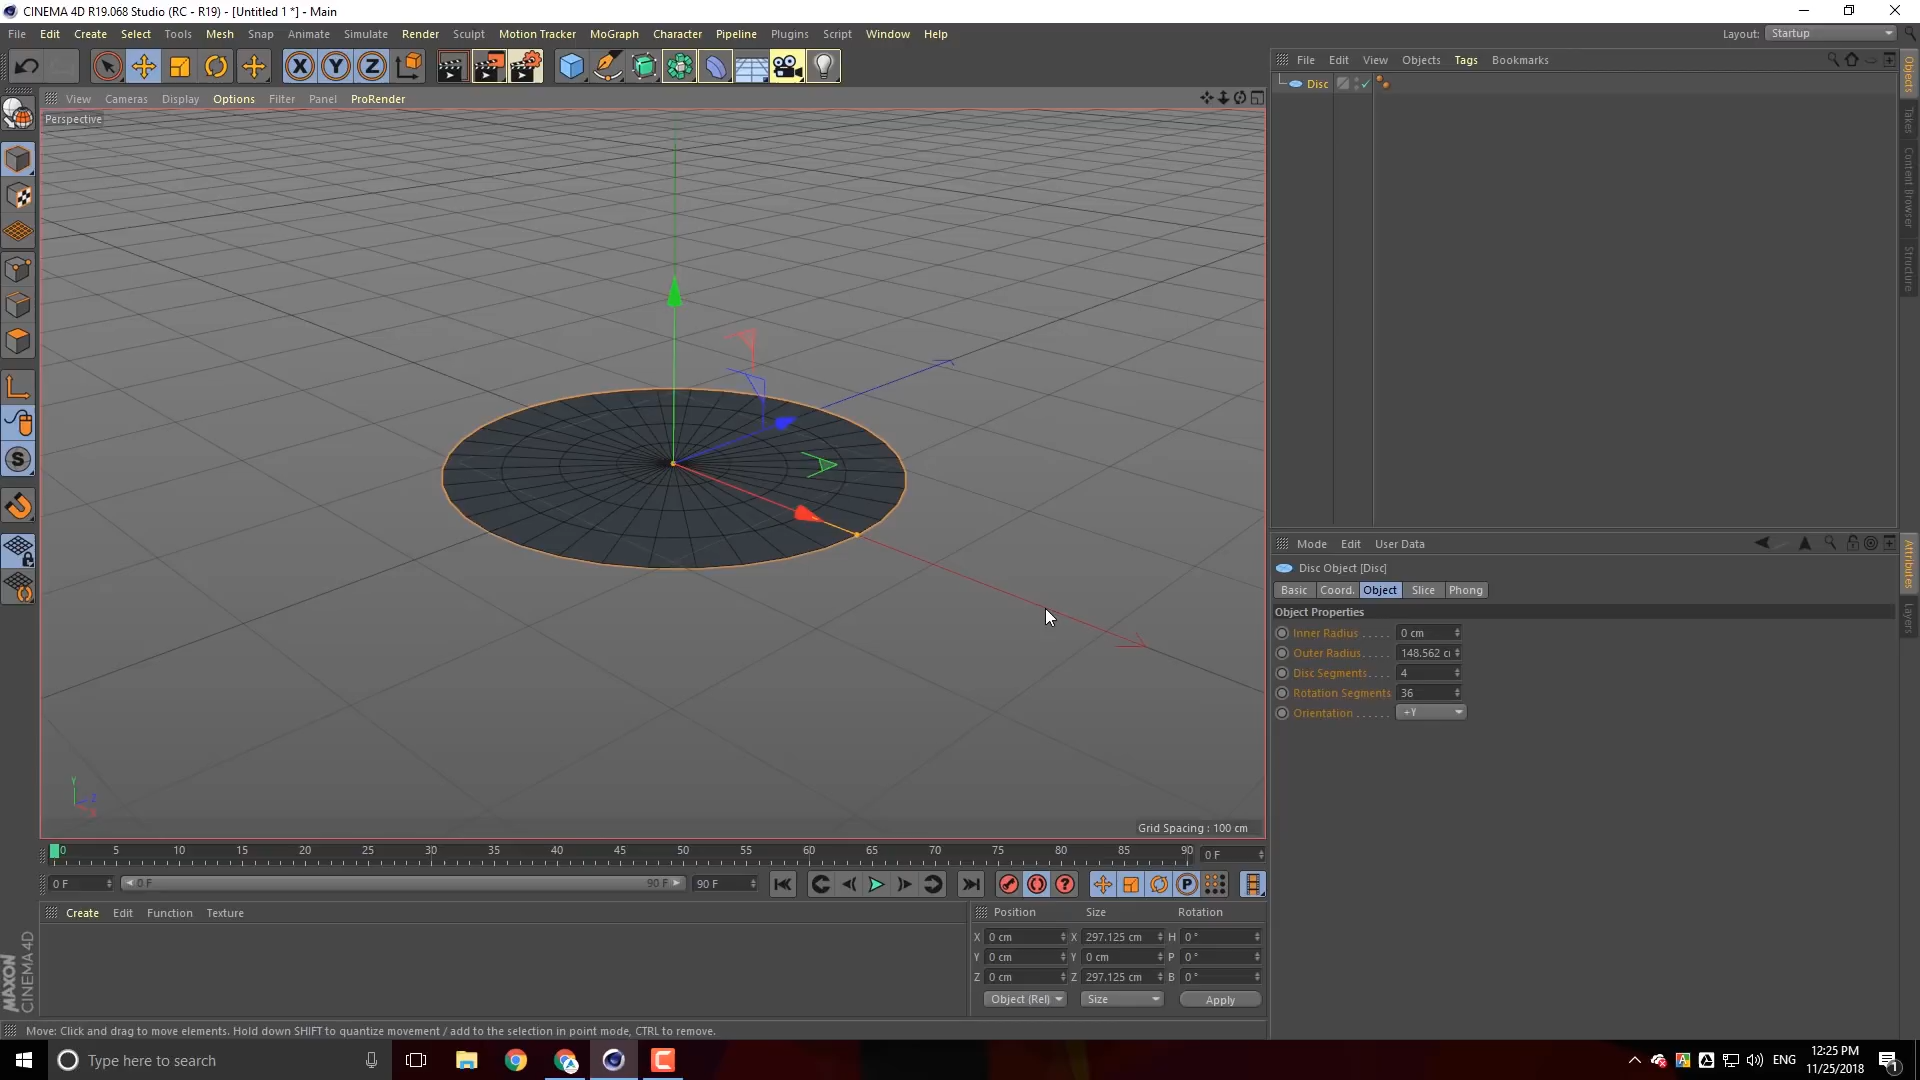 CINEMA 4D R19.068 Studio (RC - R19) - [Untitled 1 *] - Main
File Edit Create Select Tools Mesh Snap Animate Simulate Render Sculpt Motion Tracker MoGraph Character Pipeline Plugins Script Window Help
Layout: Startup
X Y Z
File Edit View Objects Tags Bookmarks
Disc
View Cameras Display Options Filter Panel ProRender
Perspective
Objects
Takes
Content Browser
Structure
Mode Edit User Data
Disc Object [Disc]
Basic Coord. Object Slice Phong
Object Properties
Inner Radius . . . . . 0 cm
Outer Radius . . . . . 148.562 c
Disc Segments . . . . 4
Rotation Segments 36
Orientation . . . . . . +Y
Attributes
Layers
S
Y
Z
X
Grid Spacing : 100 cm
0 5 10 15 20 25 30 35 40 45 50 55 60 65 70 75 80 85 90
0 F
0 F 0 F 90 F 90 F
P
Create Edit Function Texture
Position Size Rotation
X 0 cm X 297.125 cm H 0 °
Y 0 cm Y 0 cm P 0 °
Z 0 cm Z 297.125 cm B 0 °
Object (Rel) Size Apply
MAXON
CINEMA 4D
Move: Click and drag to move elements. Hold down SHIFT to quantize movement / add to the selection in point mode, CTRL to remove.
Type here to search
ENG
12:25 PM
11/25/2018
1